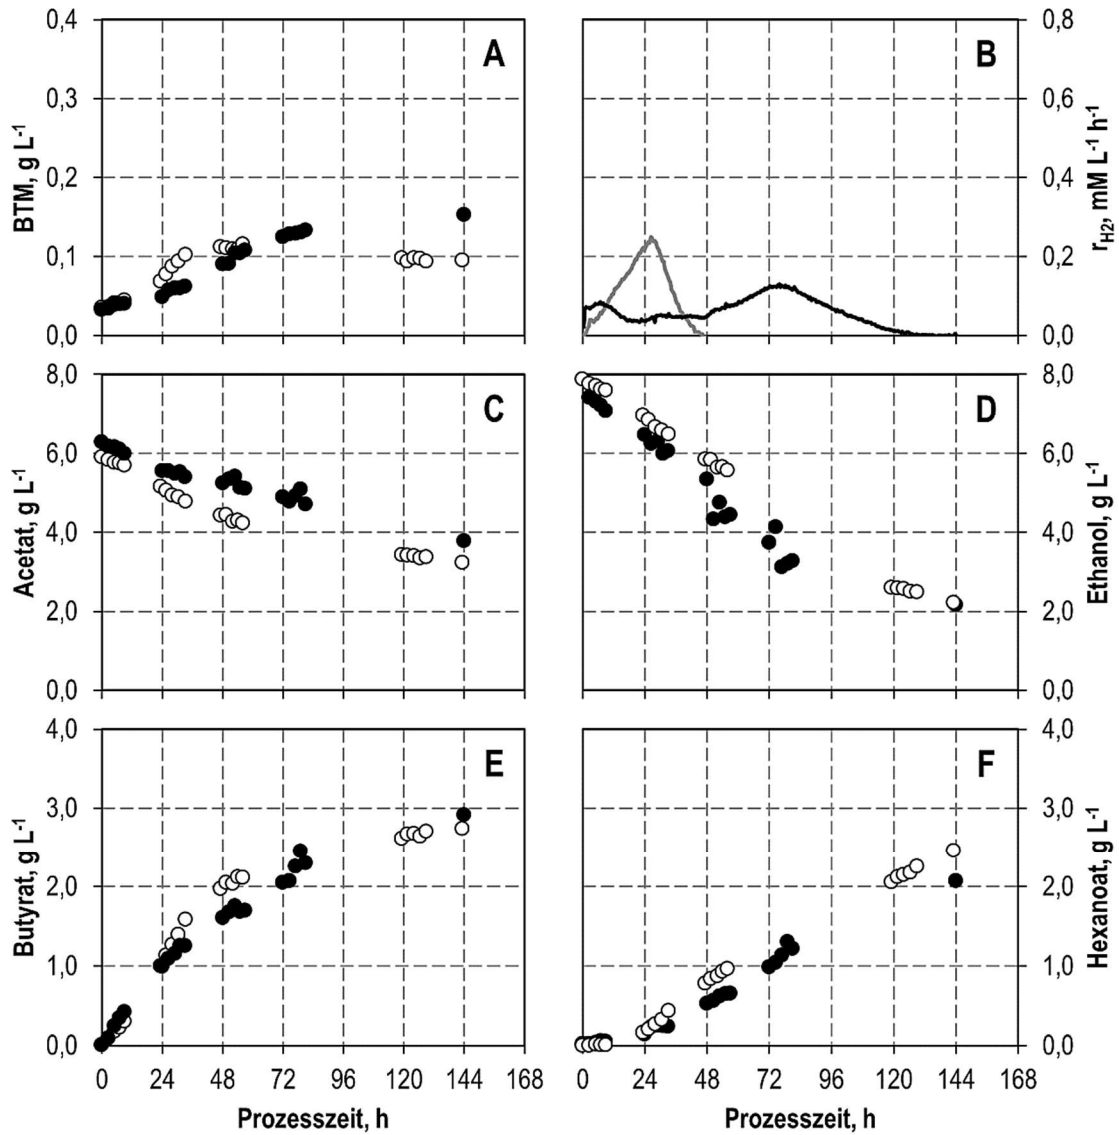 0,4
0,3
0,2
0,1
0,0
BTM, g L⁻¹
A
B
0,8
0,6
0,4
0,2
0,0
r_H2, mM L⁻¹ h⁻¹
8,0
6,0
4,0
2,0
0,0
Acetat, g L⁻¹
C
D
8,0
6,0
4,0
2,0
0,0
Ethanol, g L⁻¹
4,0
3,0
2,0
1,0
0,0
Butyrat, g L⁻¹
E
F
4,0
3,0
2,0
1,0
0,0
Hexanoat, g L⁻¹
0 24 48 72 96 120 144 168
0 24 48 72 96 120 144 168
Prozesszeit, h
Prozesszeit, h